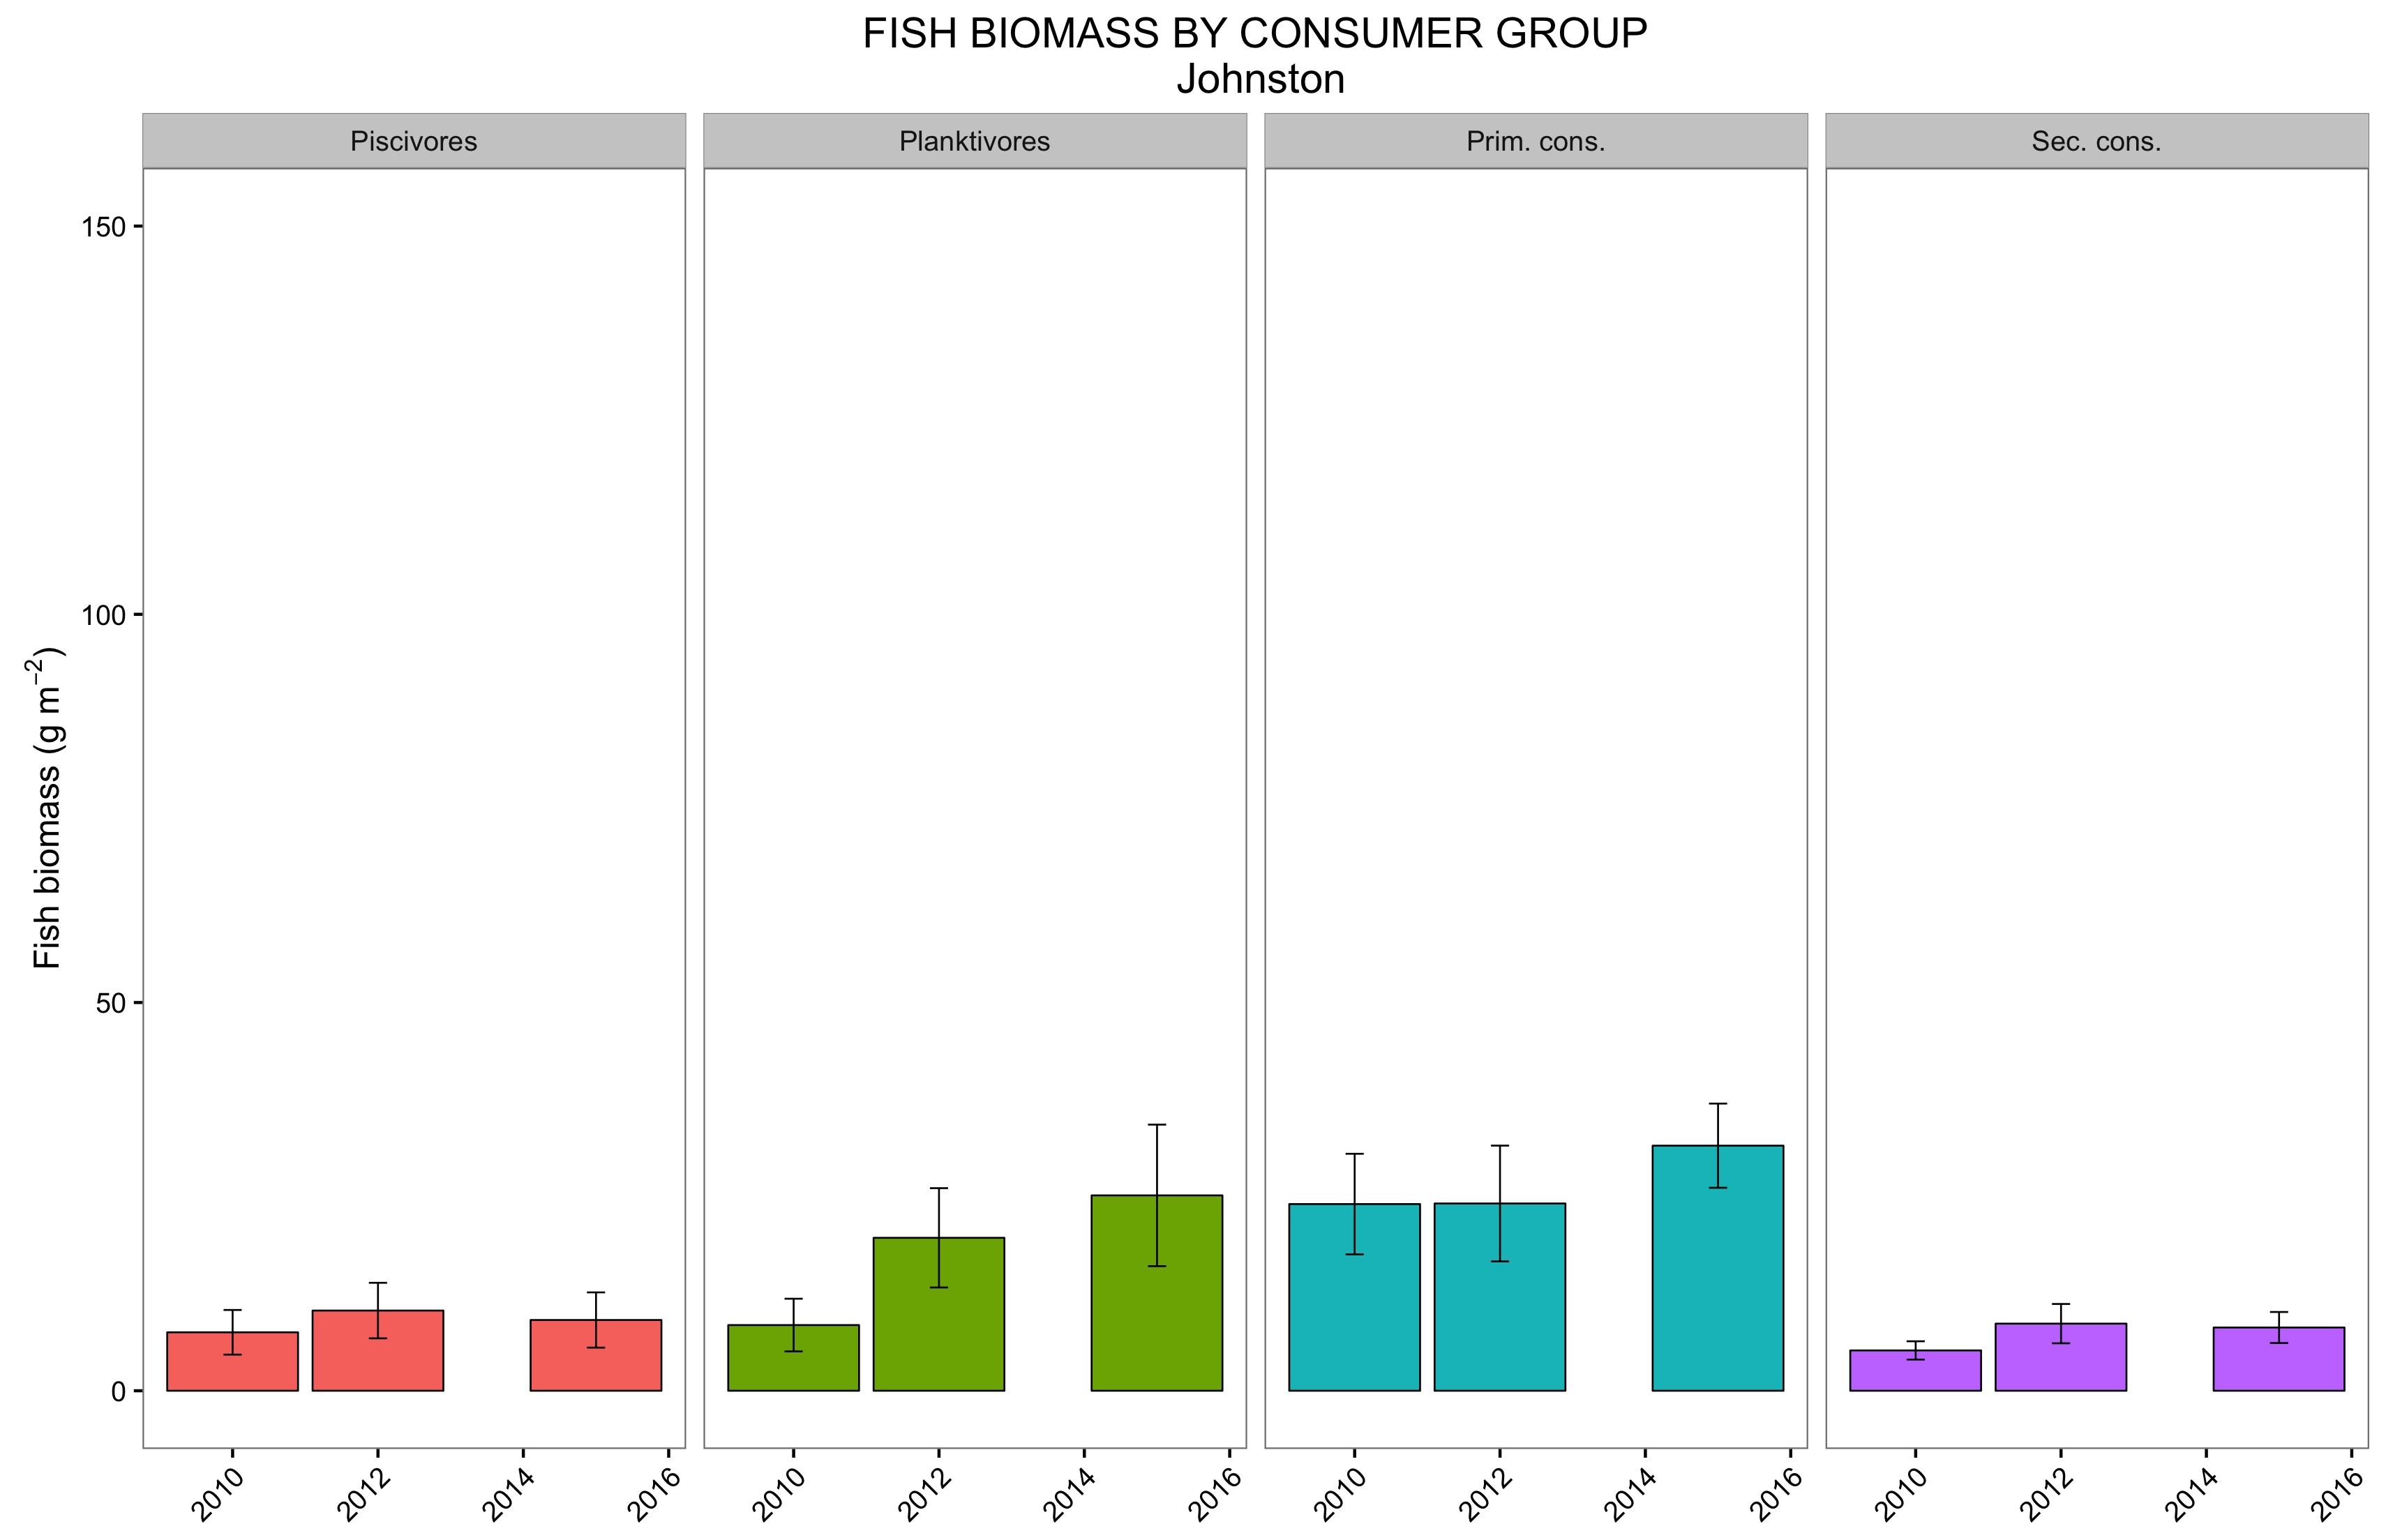 FISH BIOMASS BY CONSUMER GROUP
Johnston
Piscivores Planktivores Prim. cons. Sec. cons.
Fish biomass (g m⁻²)
150
100
50
0
2010 2012 2014 2016 2010 2012 2014 2016 2010 2012 2014 2016 2010 2012 2014 2016